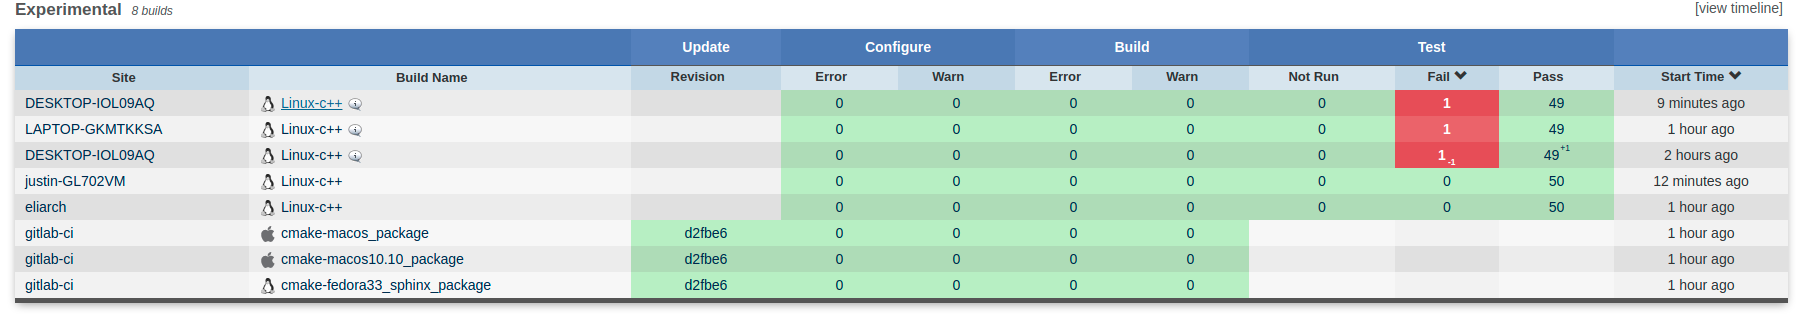 Experimental 8 builds [view timeline]
Update Configure Build Test
Site Build Name Revision Error Warn Error Warn Not Run Fail Pass Start Time
DESKTOP-IOL09AQ Linux-c++ 0 0 0 0 0 1 49 9 minutes ago
LAPTOP-GKMTKKSA Linux-c++ 0 0 0 0 0 1 49 1 hour ago
DESKTOP-IOL09AQ Linux-c++ 0 0 0 0 0 1 -1 49 +1 2 hours ago
justin-GL702VM Linux-c++ 0 0 0 0 0 0 50 12 minutes ago
eliarch Linux-c++ 0 0 0 0 0 0 50 1 hour ago
gitlab-ci cmake-macos_package d2fbe6 0 0 0 0 1 hour ago
gitlab-ci cmake-macos10.10_package d2fbe6 0 0 0 0 1 hour ago
gitlab-ci cmake-fedora33_sphinx_package d2fbe6 0 0 0 0 1 hour ago